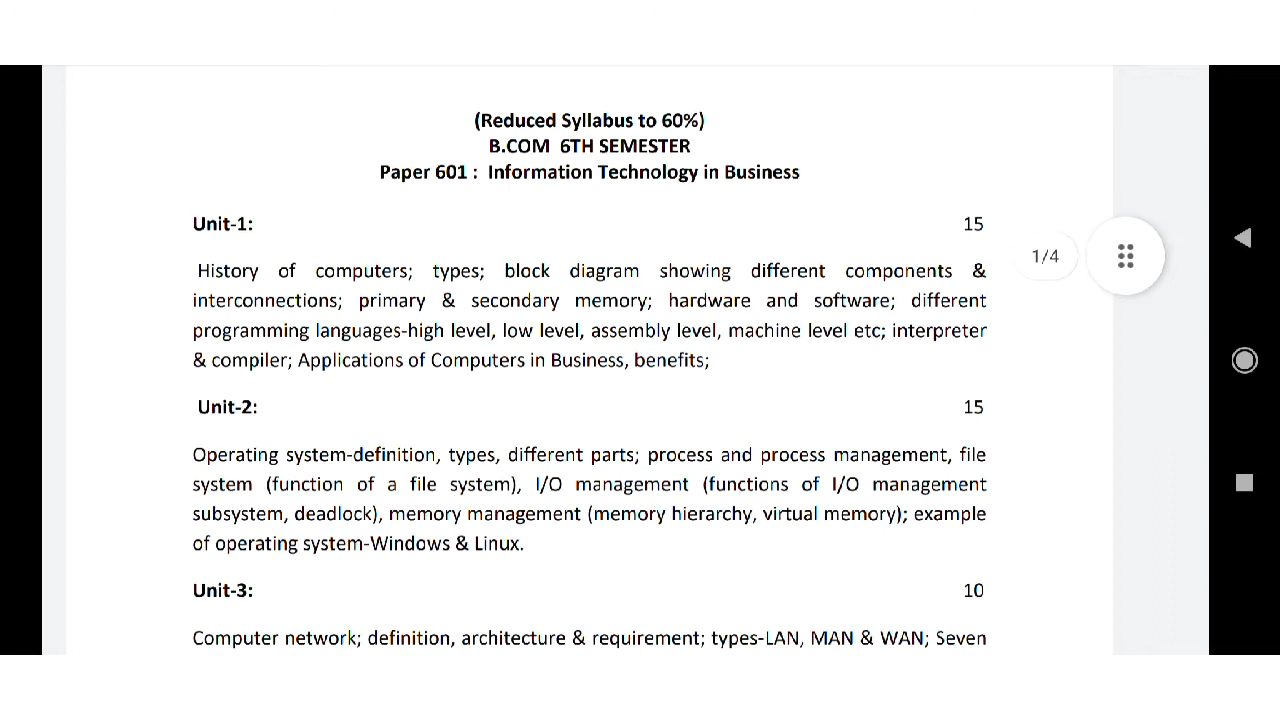 (Reduced Syllabus to 60%)
B.COM 6TH SEMESTER
Paper 601 : Information Technology in Business
Unit-1: 15
History of computers; types; block diagram showing different components &
interconnections; primary & secondary memory; hardware and software; different
programming languages-high level, low level, assembly level, machine level etc; interpreter
& compiler; Applications of Computers in Business, benefits;
1/4
Unit-2: 15
Operating system-definition, types, different parts; process and process management, file
system (function of a file system), I/O management (functions of I/O management
subsystem, deadlock), memory management (memory hierarchy, virtual memory); example
of operating system-Windows & Linux.
Unit-3: 10
Computer network; definition, architecture & requirement; types-LAN, MAN & WAN; Seven